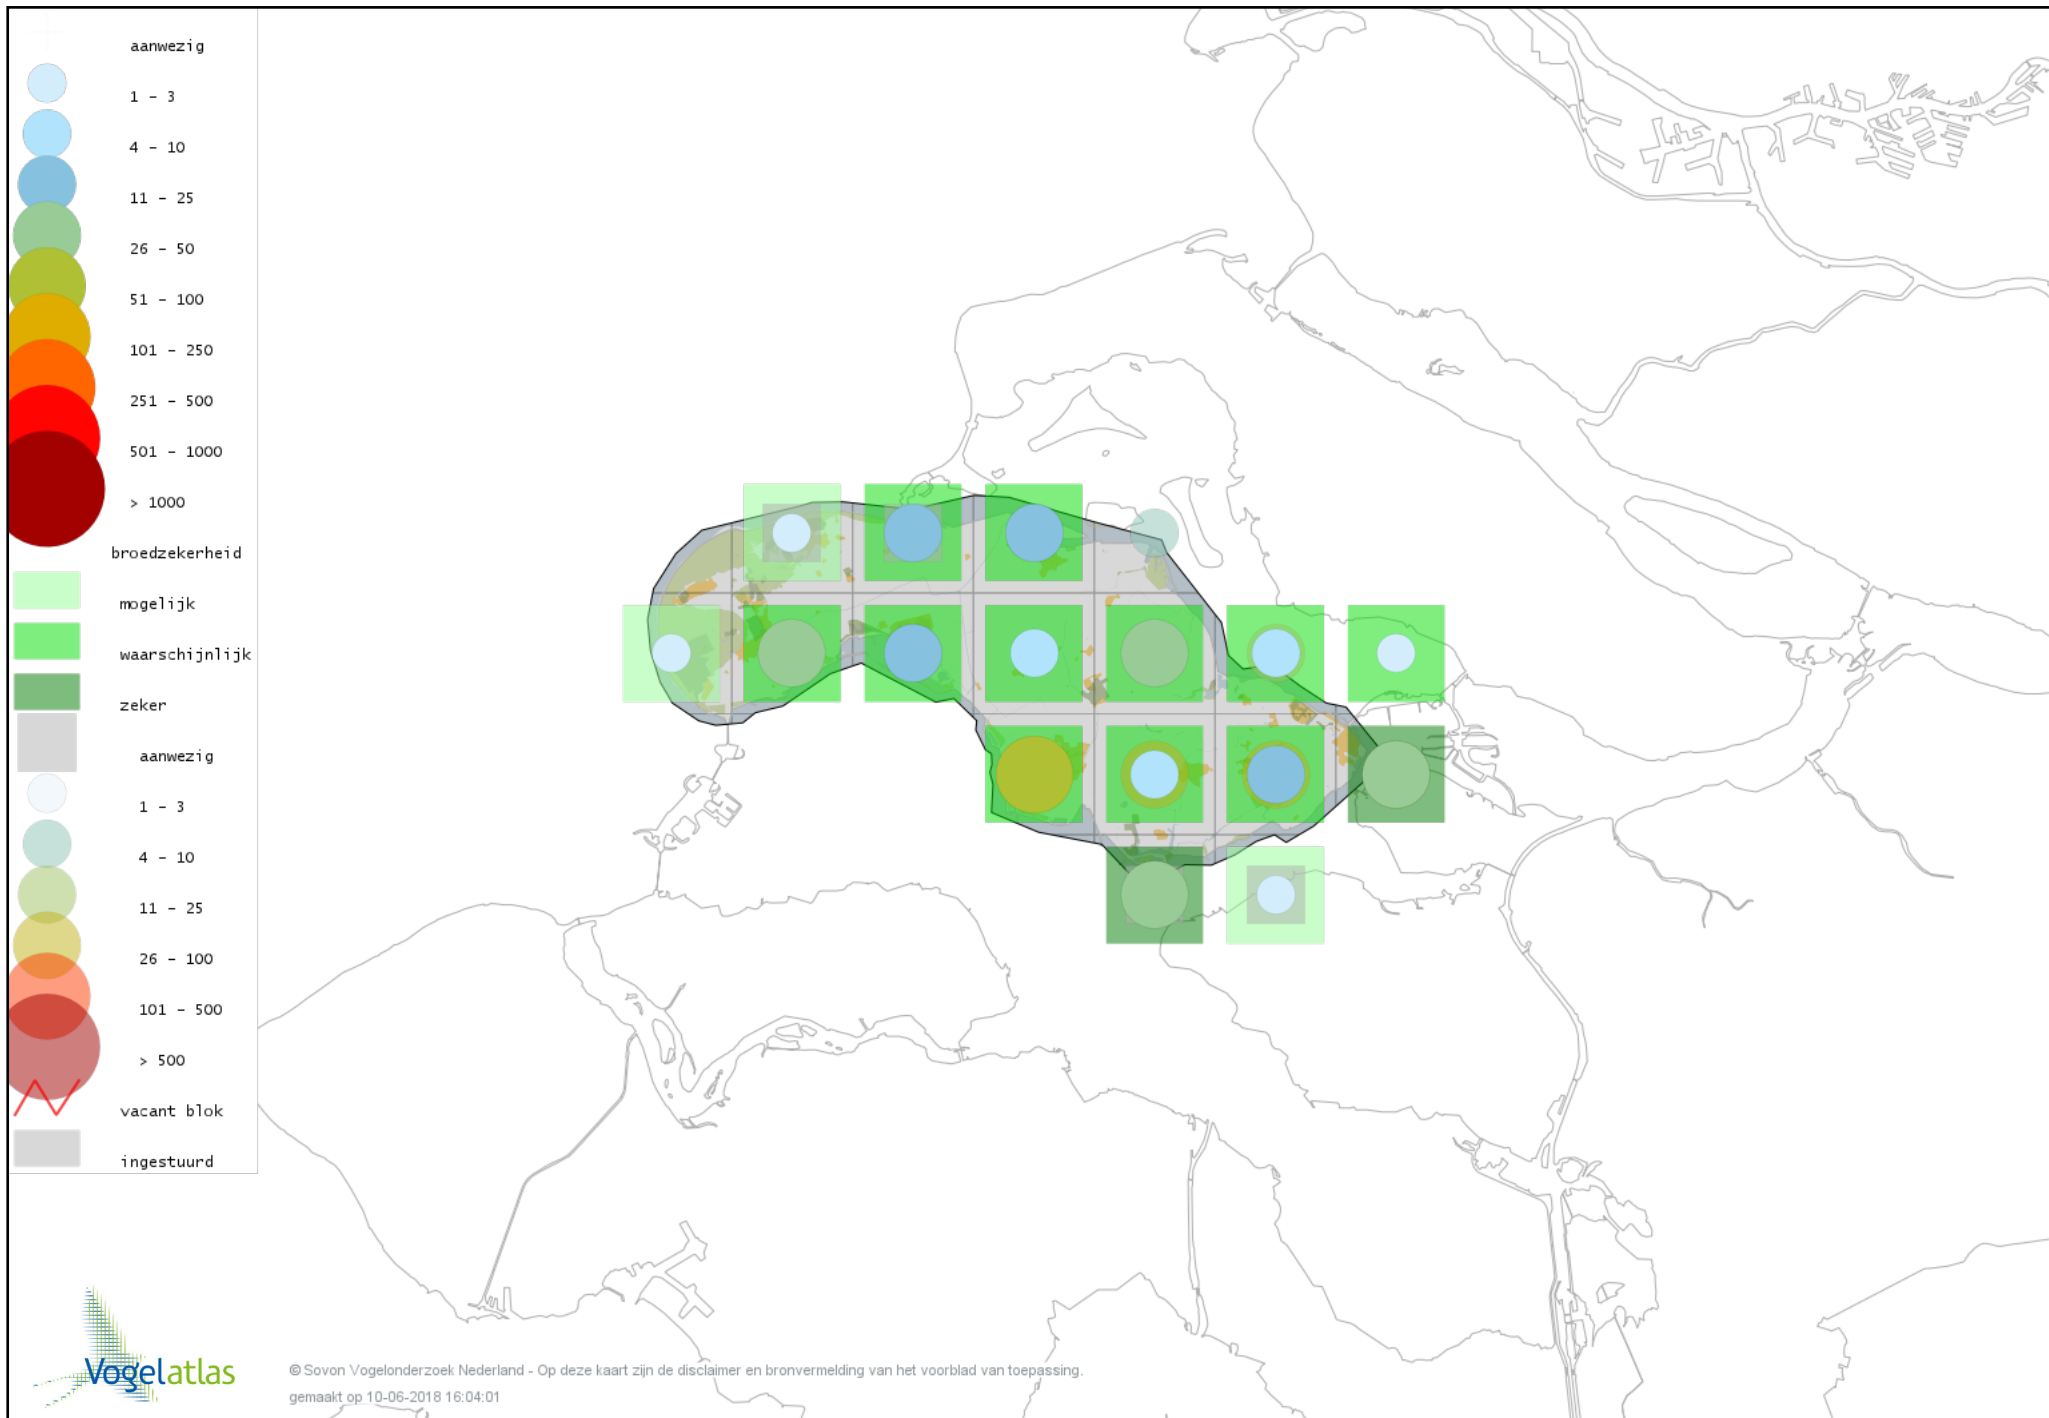 aanwezig
1 - 3
4 - 10
11 - 25
26 - 50
51 - 100
101 - 250
251 - 500
501 - 1000
> 1000
broedzekerheid
mogelijk
waarschijnlijk
zeker
aanwezig
1 - 3
4 - 10
11 - 25
26 - 100
101 - 500
> 500
vacant blok
ingestuurd
Vogelatlas
© Sovon Vogelonderzoek Nederland - Op deze kaart zijn de disclaimer en bronvermelding van het voorblad van toepassing.
gemaakt op 10-06-2018 16:04:01